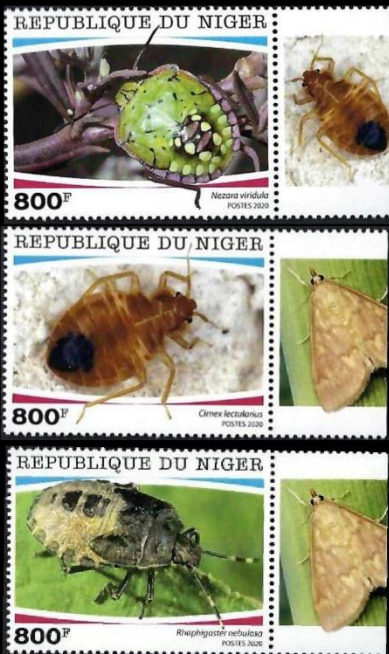 REPUBLIQUE DU NIGER
800F
Nezara viridula
POSTES 2020
REPUBLIQUE DU NIGER
800F
Cimex lectularius
POSTES 2020
REPUBLIQUE DU NIGER
800F
Rhaphigaster nebulosa
POSTES 2020